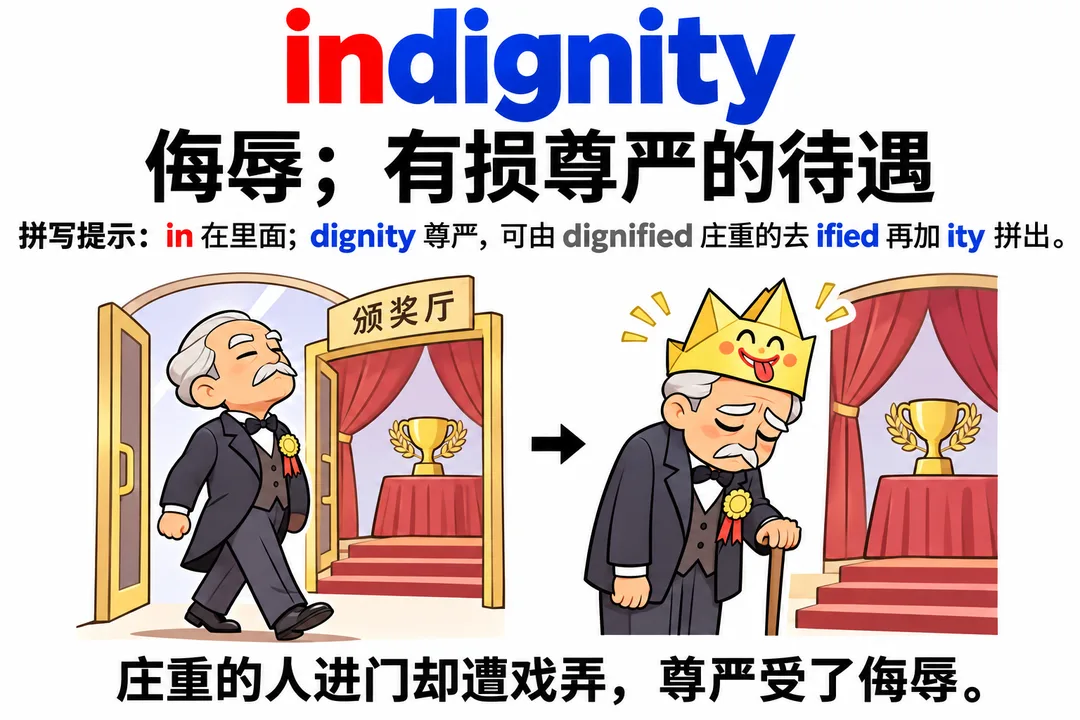 indignity
侮辱；有损尊严的待遇
拼写提示：in 在里面；dignity 尊严，可由 dignified 庄重的去 ified 再加 ity 拼出。
颁奖厅
庄重的人进门却遭戏弄，尊严受了侮辱。